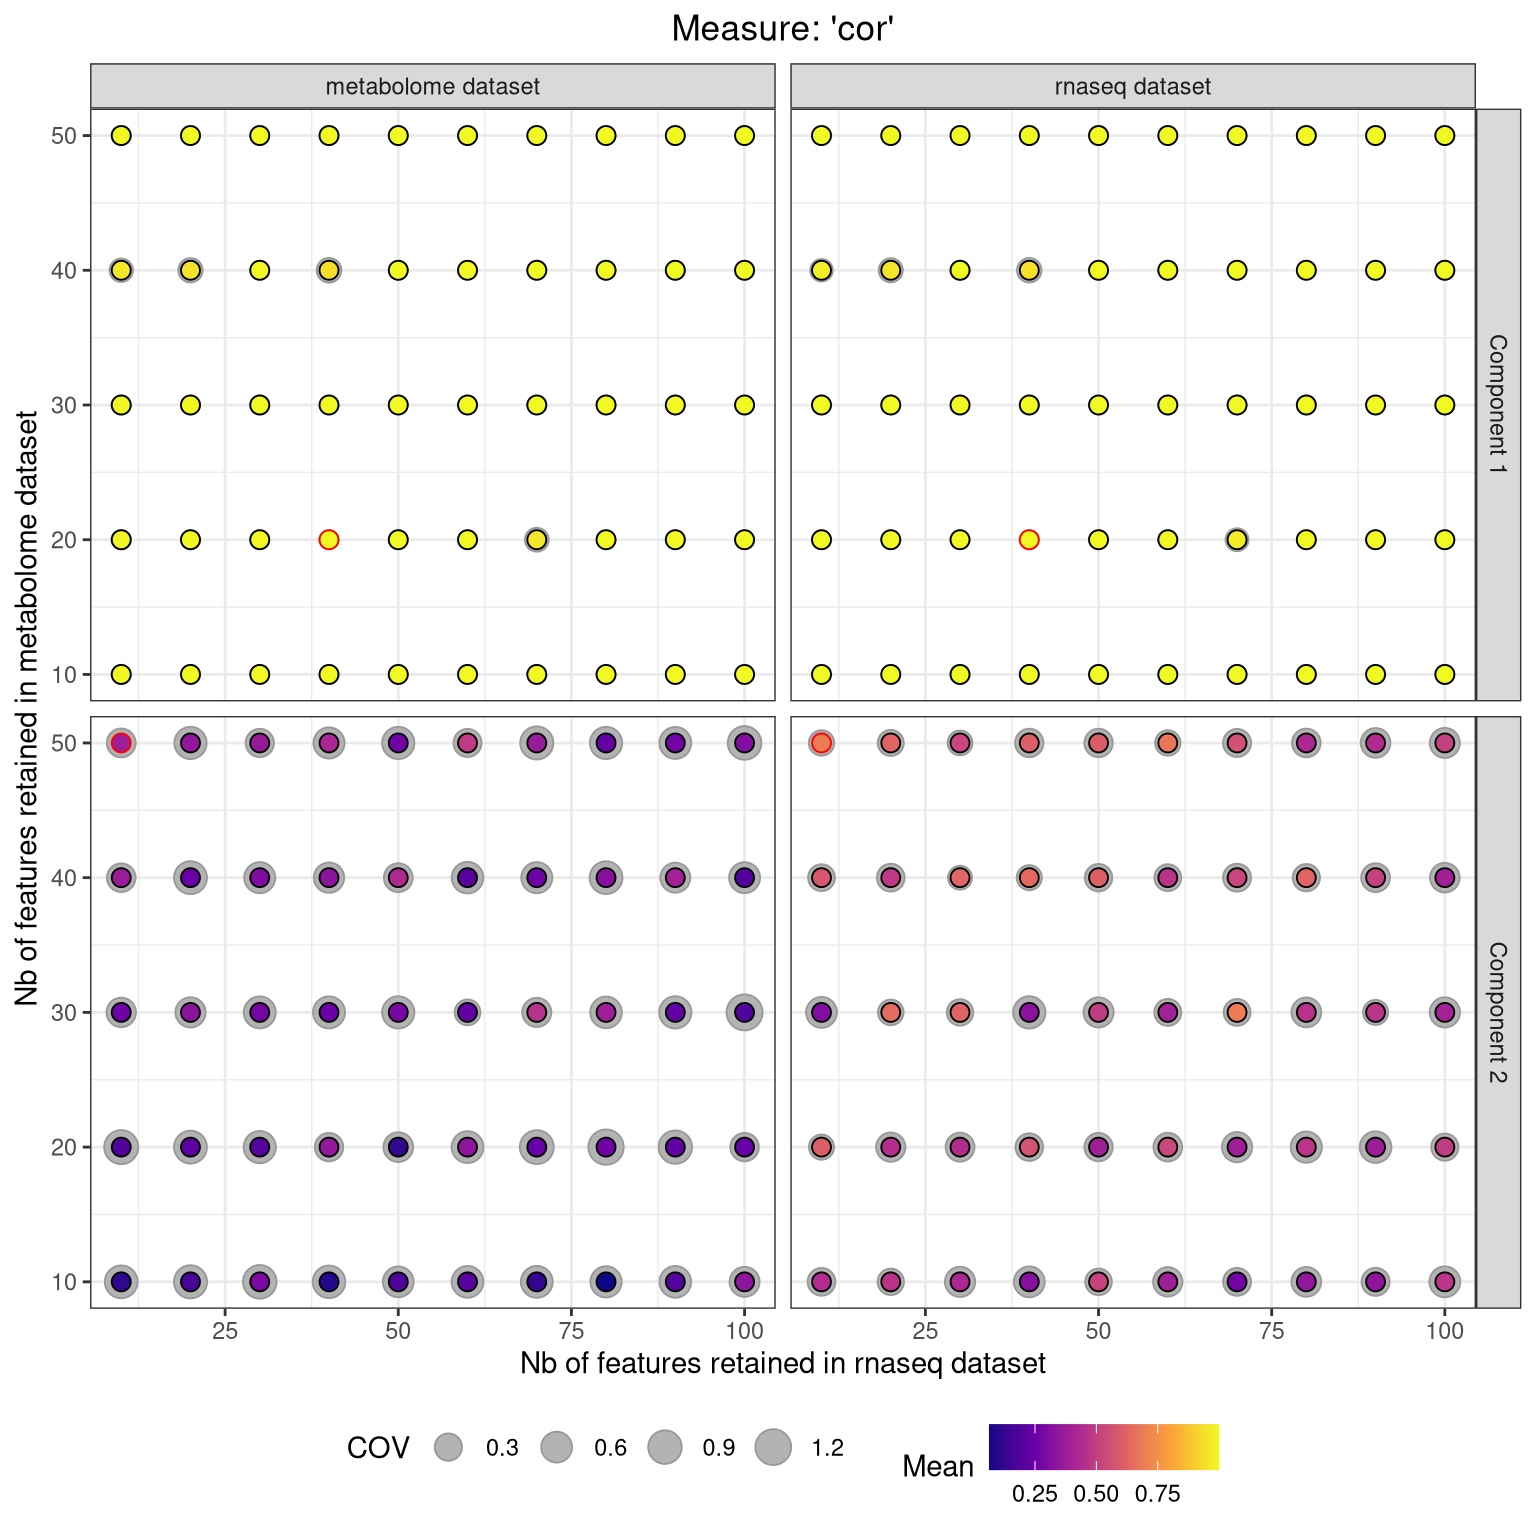 Measure: 'cor'
metabolome dataset
rnaseq dataset
50
40
30
20
10
Component 1
Nb of features retained in metabolome dataset
50
40
30
20
10
Component 2
25
50
75
100
25
50
75
100
Nb of features retained in rnaseq dataset
COV
0.3
0.6
0.9
1.2
Mean
0.25
0.50
0.75